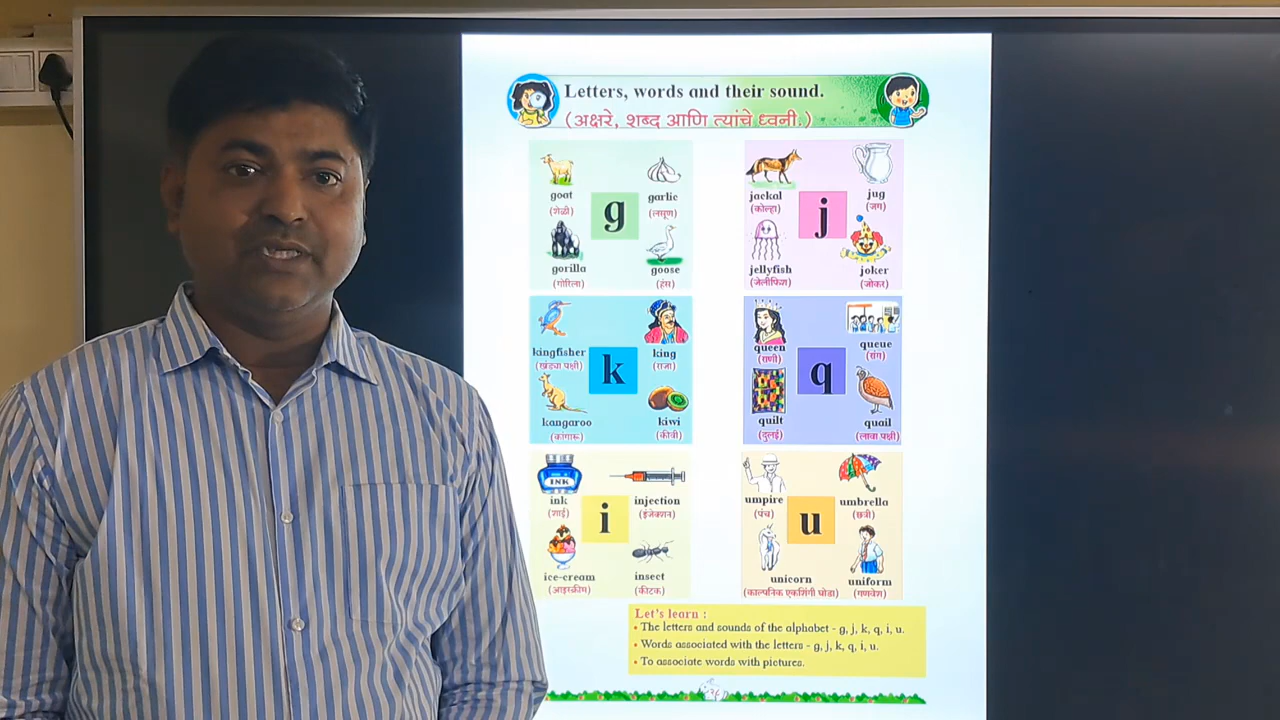 Letters, words and their sound.
(अक्षरे, शब्द आणि त्यांचे ध्वनी.)
goat
(शेळी)
garlic
(लसूण)
g
gorilla
(गोरिला)
goose
(हंस)
jackal
(कोल्हा)
jug
(जग)
j
jellyfish
(जेलीफिश)
joker
(जोकर)
kingfisher
(खंड्या पक्षी)
king
(राजा)
k
kangaroo
(कांगारू)
kiwi
(कीवी)
queen
(राणी)
queue
(रांग)
q
quilt
(दुलई)
quail
(लावा पक्षी)
INK
ink
(शाई)
injection
(इंजेक्शन)
i
ice-cream
(आइस्क्रीम)
insect
(कीटक)
umpire
(पंच)
umbrella
(छत्री)
u
unicorn
(काल्पनिक एकशिंगी घोडा)
uniform
(गणवेश)
Let's learn :
• The letters and sounds of the alphabet - g, j, k, q, i, u.
• Words associated with the letters - g, j, k, q, i, u.
• To associate words with pictures.